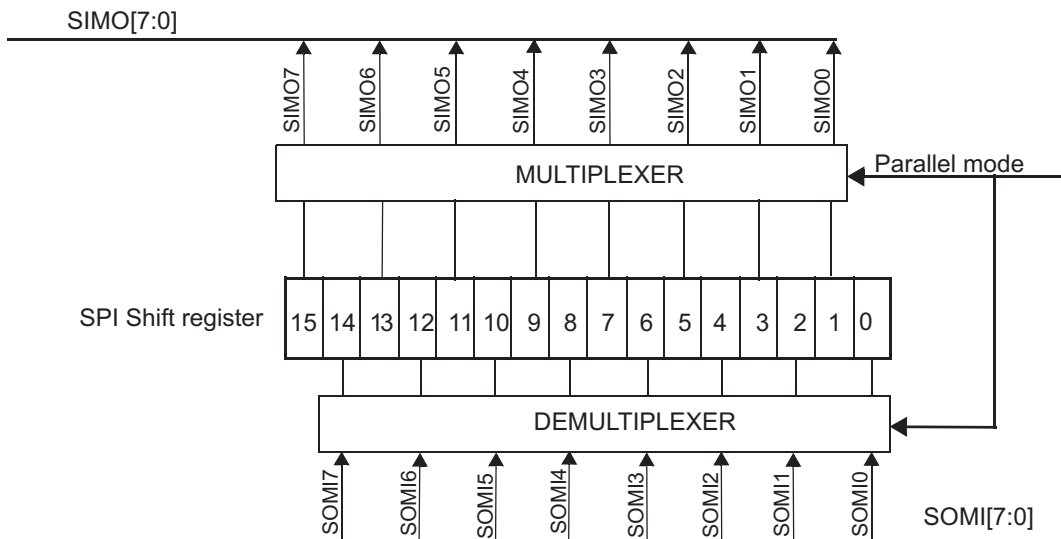 SIMO[7:0]
SIMO7
SIMO6
SIMO5
SIMO4
SIMO3
SIMO2
SIMO1
SIMO0
MULTIPLEXER
Parallel mode
SPI Shift register
15 14 13 12 11 10 9 8 7 6 5 4 3 2 1 0
DEMULTIPLEXER
SOMI7
SOMI6
SOMI5
SOMI4
SOMI3
SOMI2
SOMI1
SOMI0
SOMI[7:0]